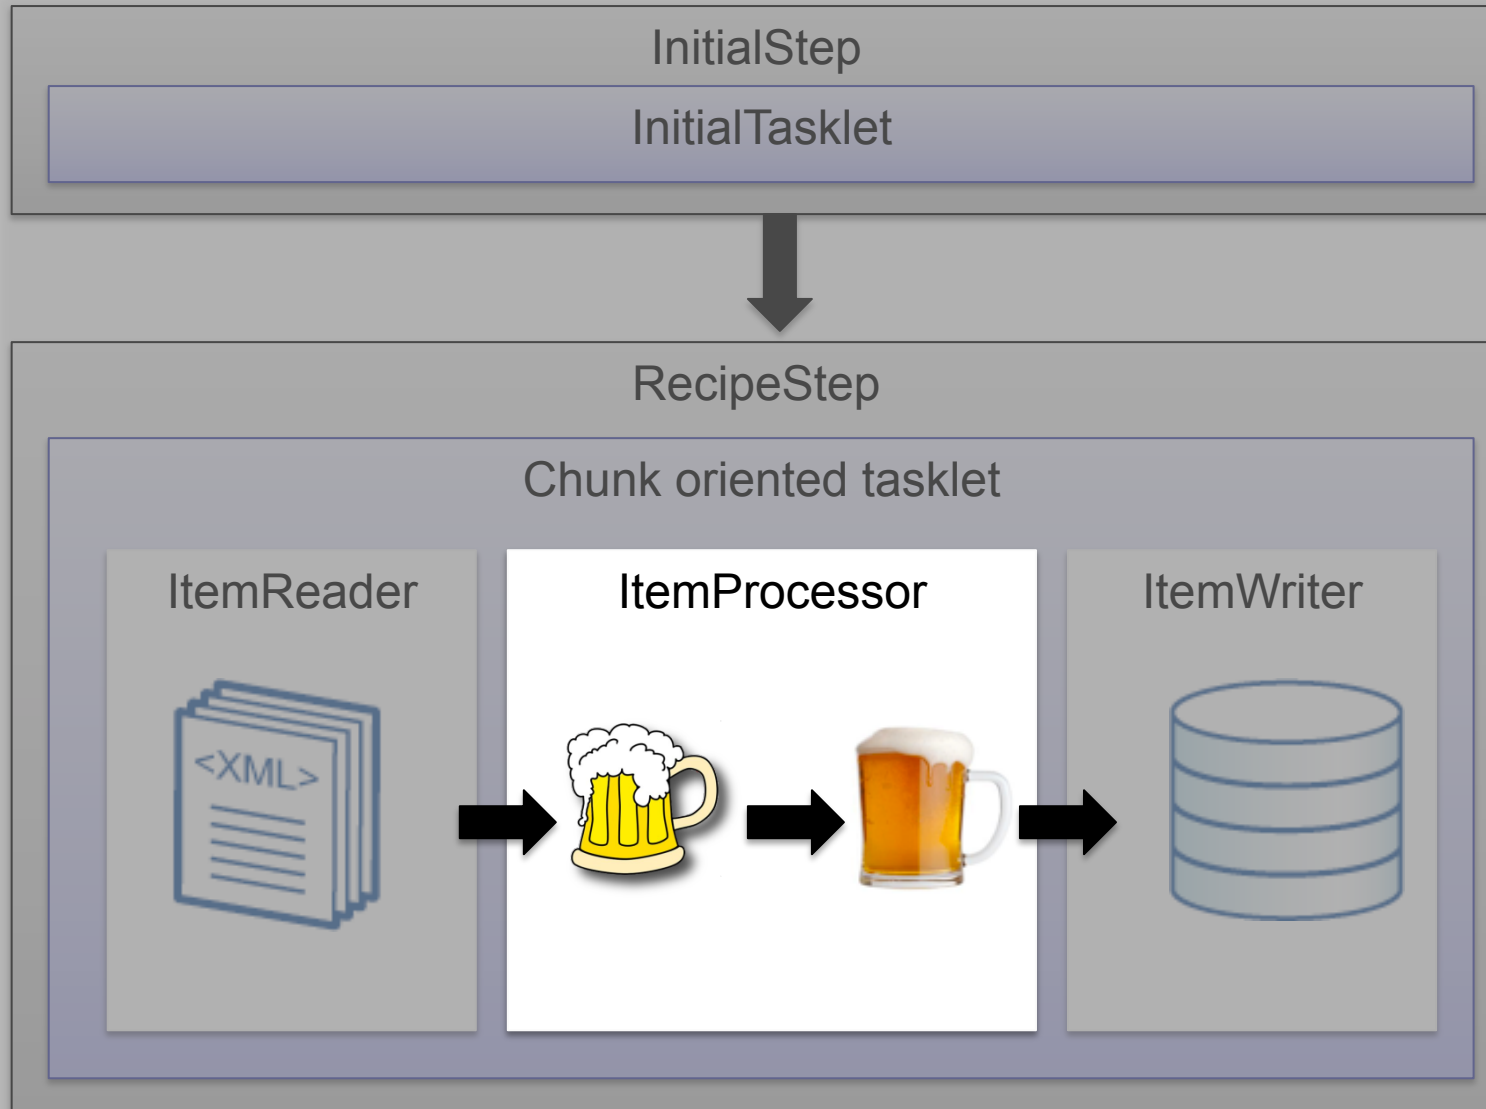 InitialStep
InitialTasklet
RecipeStep
Chunk oriented tasklet
ItemReader
ItemProcessor
ItemWriter
<XML>